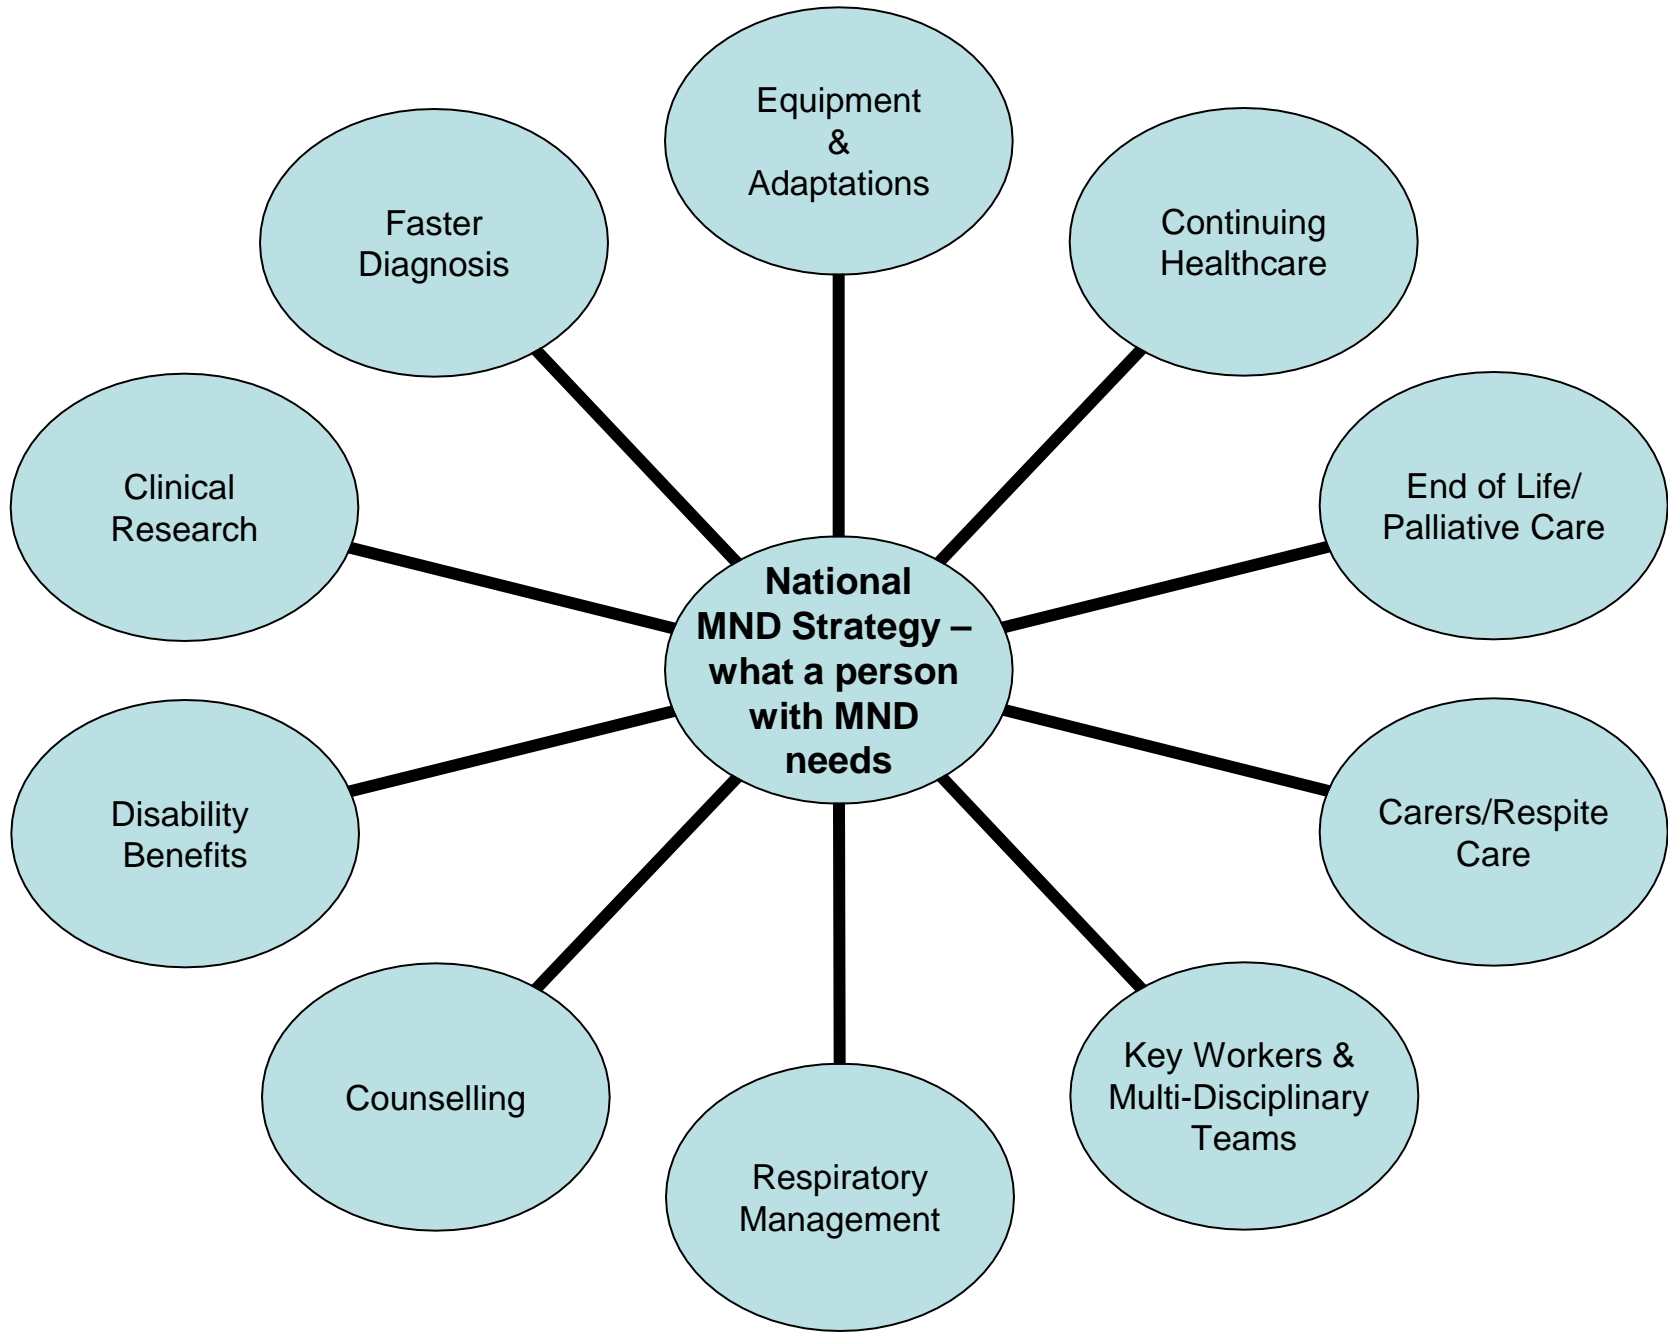 Equipment
&
Adaptations
Faster
Diagnosis
Continuing
Healthcare
Clinical
Research
End of Life/
Palliative Care
National
MND Strategy –
what a person
with MND
needs
Disability
Benefits
Carers/Respite
Care
Counselling
Key Workers &
Multi-Disciplinary
Teams
Respiratory
Management